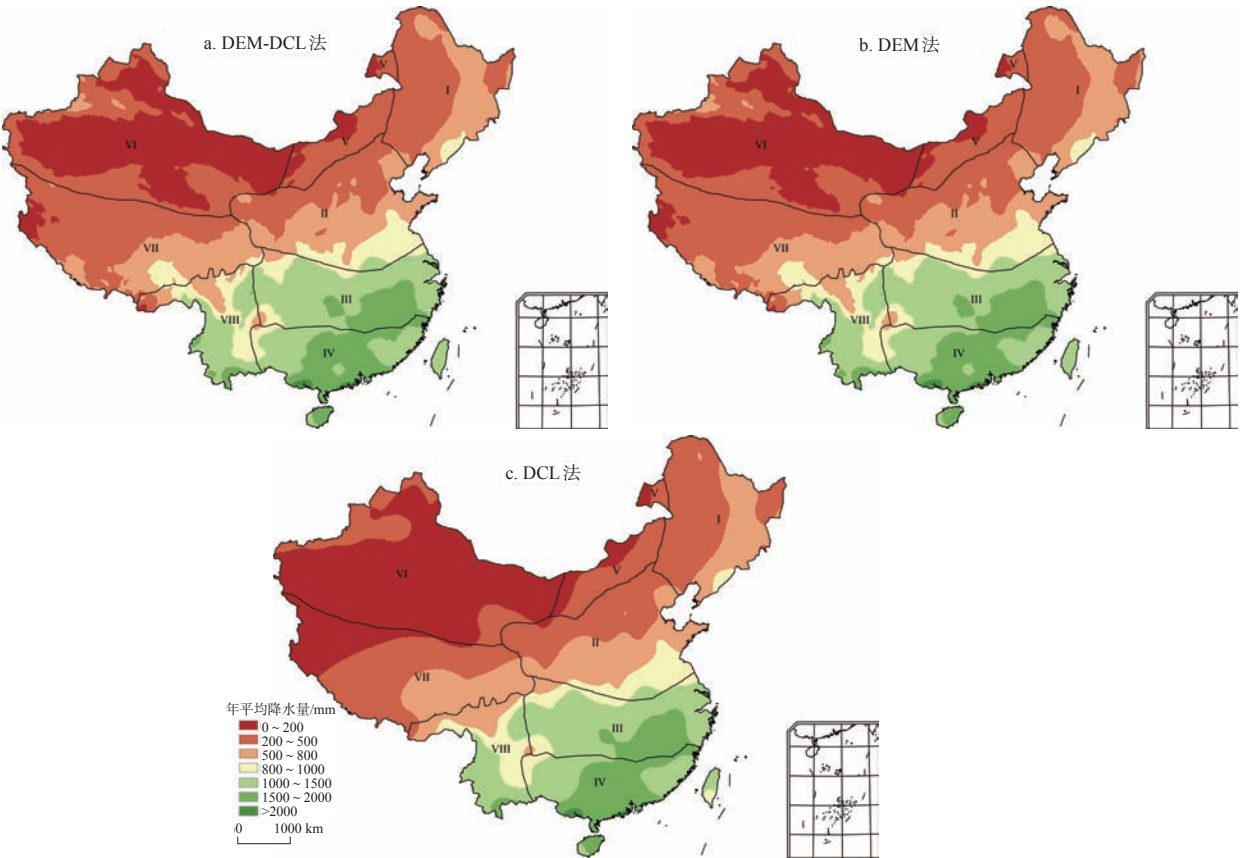 a. DEM-DCL法
V
I
VI
V
II
VII
III
VIII
IV
b. DEM法
V
I
VI
V
II
VII
III
VIII
IV
c. DCL法
V
I
VI
V
II
VII
III
VIII
IV
年平均降水量/mm
0~200
200~500
500~800
800~1000
1000~1500
1500~2000
>2000
0 1000 km